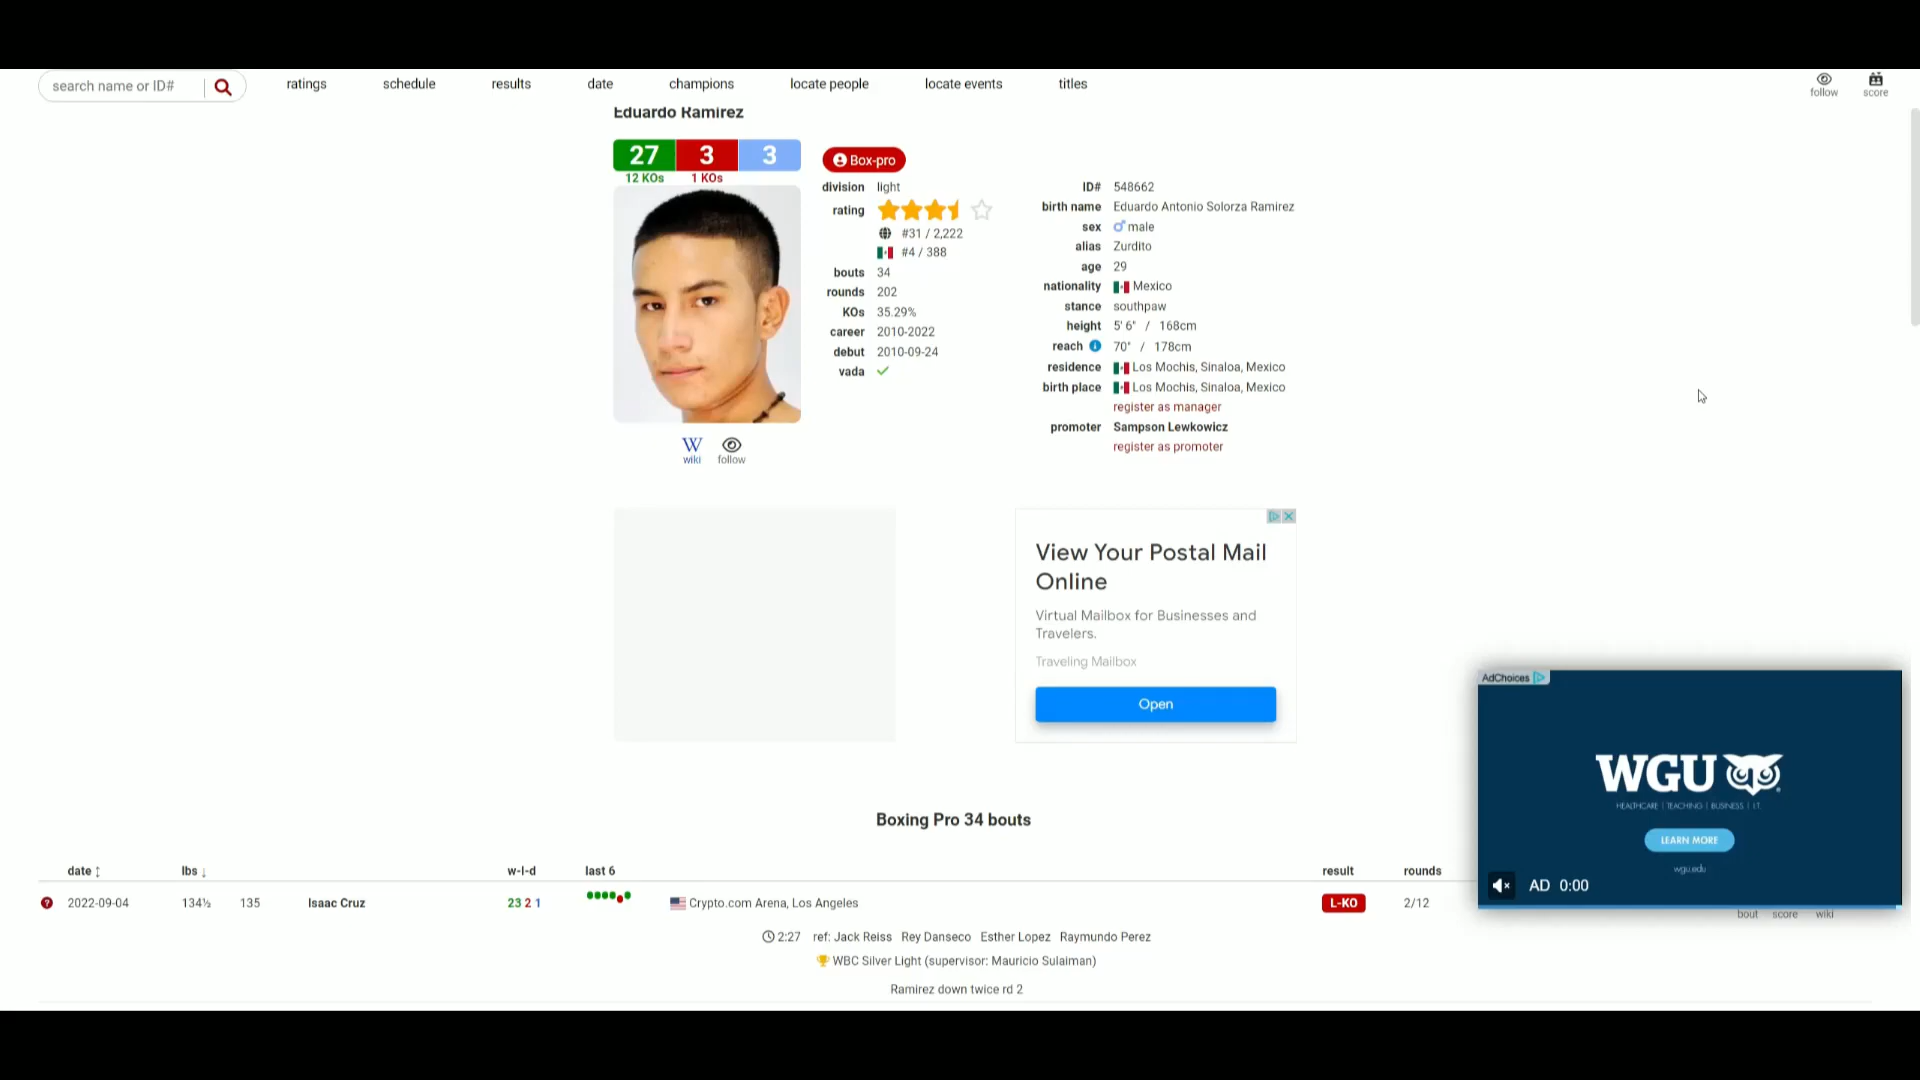 search name or ID#
ratings schedule results date champions locate people locate events titles
follow score
Eduardo Ramirez
27 3 3
12 KOs 1 KOs
Box-pro
division light
rating
#31 / 2,222
#4 / 388
bouts 34
rounds 202
KOs 35.29%
career 2010-2022
debut 2010-09-24
vada
ID# 548662
birth name Eduardo Antonio Solorza Ramirez
sex male
alias Zurdito
age 29
nationality Mexico
stance southpaw
height 5' 6" / 168cm
reach 70" / 178cm
residence Los Mochis, Sinaloa, Mexico
birth place Los Mochis, Sinaloa, Mexico
register as manager
promoter Sampson Lewkowicz
register as promoter
W
wiki follow
View Your Postal Mail
Online
Virtual Mailbox for Businesses and
Travelers.
Traveling Mailbox
Open
AdChoices
WGU
HEALTHCARE | TEACHING | BUSINESS | I.T.
LEARN MORE
wgu.edu
AD 0:00
Boxing Pro 34 bouts
date lbs w-l-d last 6 result rounds
2022-09-04 134½ 135 Isaac Cruz 23 2 1 Crypto.com Arena, Los Angeles L-KO 2/12
bout score wiki
2:27 ref: Jack Reiss Rey Danseco Esther Lopez Raymundo Perez
WBC Silver Light (supervisor: Mauricio Sulaiman)
Ramirez down twice rd 2